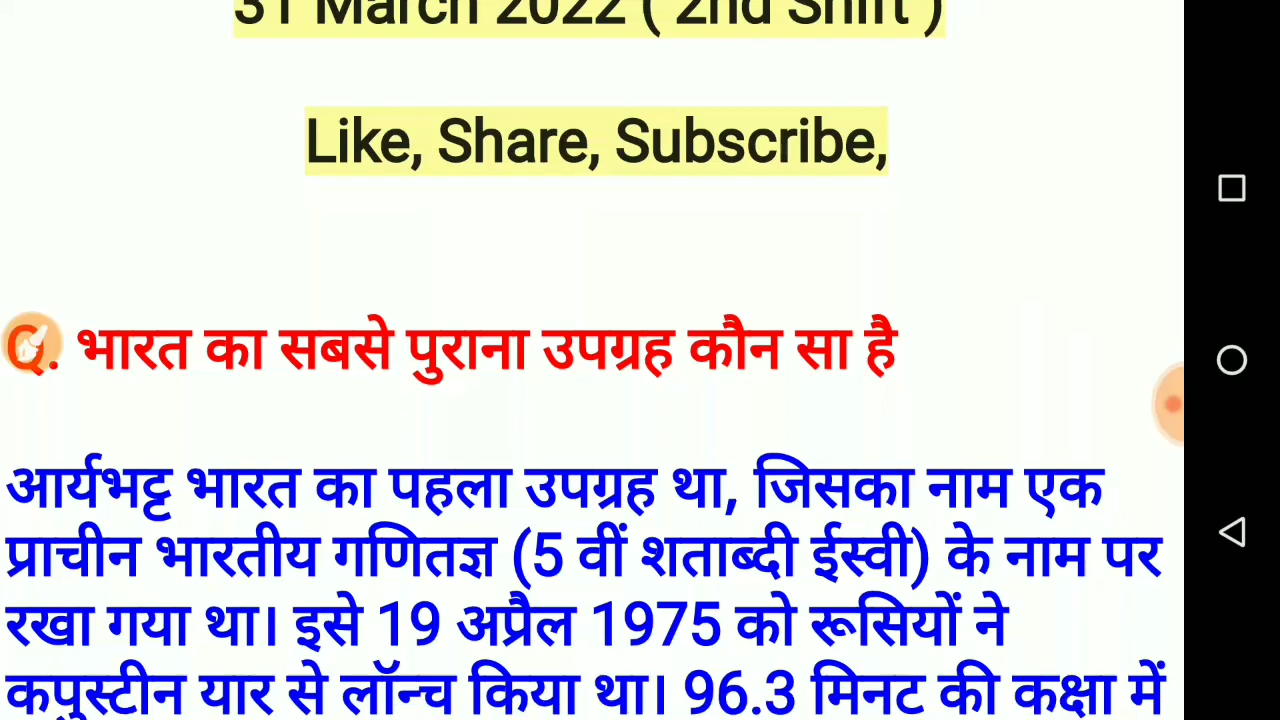 31 March 2022 ( 2nd Shift )
Like, Share, Subscribe,
Q. भारत का सबसे पुराना उपग्रह कौन सा है
आर्यभट्ट भारत का पहला उपग्रह था, जिसका नाम एक
प्राचीन भारतीय गणितज्ञ (5 वीं शताब्दी ईस्वी) के नाम पर
रखा गया था। इसे 19 अप्रैल 1975 को रूसियों ने
कपुस्टीन यार से लॉन्च किया था। 96.3 मिनट की कक्षा में